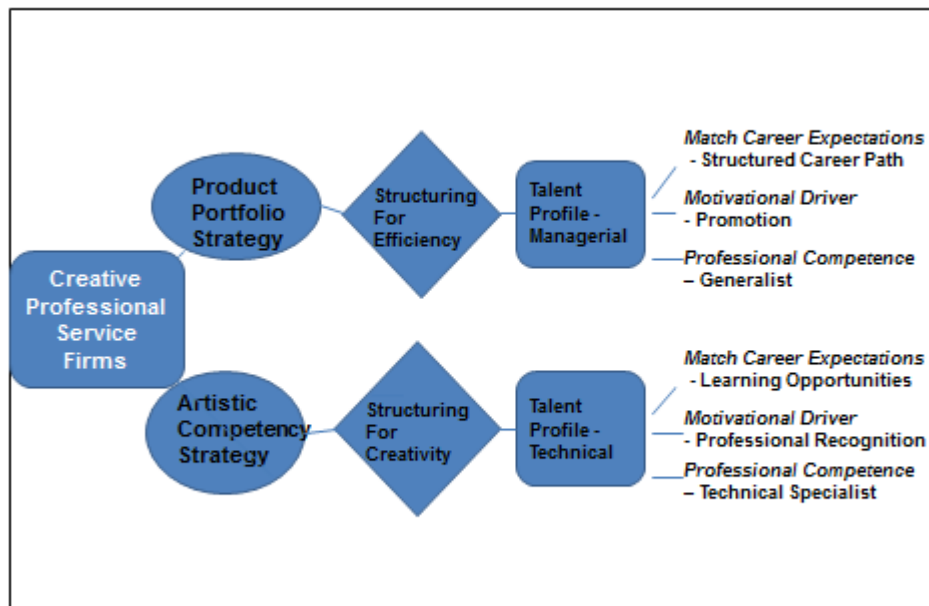 Creative
Professional
Service
Firms
Product
Portfolio
Strategy
Structuring
For
Efficiency
Talent
Profile -
Managerial
Match Career Expectations
- Structured Career Path
Motivational Driver
- Promotion
Professional Competence
– Generalist
Artistic
Competency
Strategy
Structuring
For
Creativity
Talent
Profile -
Technical
Match Career Expectations
- Learning Opportunities
Motivational Driver
- Professional Recognition
Professional Competence
– Technical Specialist